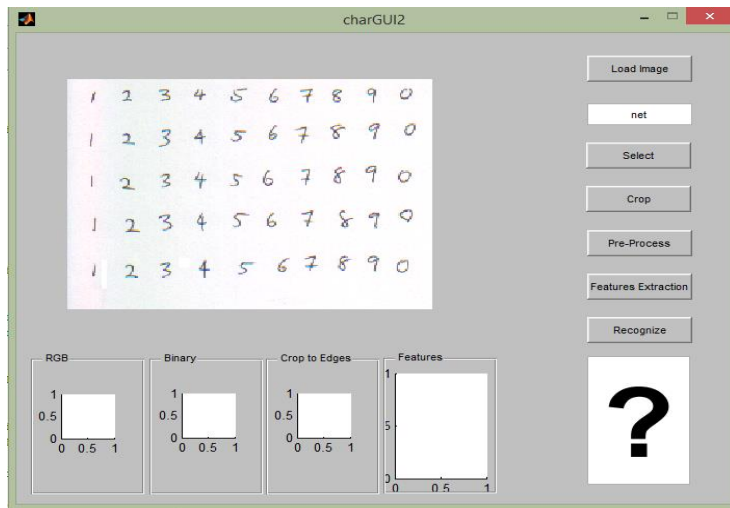 charGUI2
Load Image
1 2 3 4 5 6 7 8 9 0
net
1 2 3 4 5 6 7 8 9 0
Select
1 2 3 4 5 6 7 8 9 0
Crop
1 2 3 4 5 6 7 8 9 0
Pre-Process
1 2 3 4 5 6 7 8 9 0
Features Extraction
Recognize
RGB Binary Crop to Edges Features
1 1 1 1
0.5 0.5 0.5 5
0 0 0 0
0 0.5 1 0 0.5 1 0 0.5 1 0 0.5 1
?